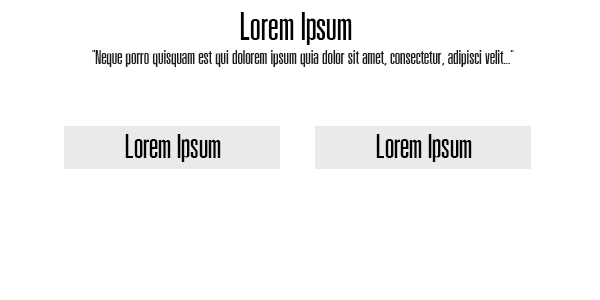 Lorem Ipsum
"Neque porro quisquam est qui dolorem ipsum quia dolor sit amet, consectetur, adipisci velit..."
Lorem Ipsum
Lorem Ipsum